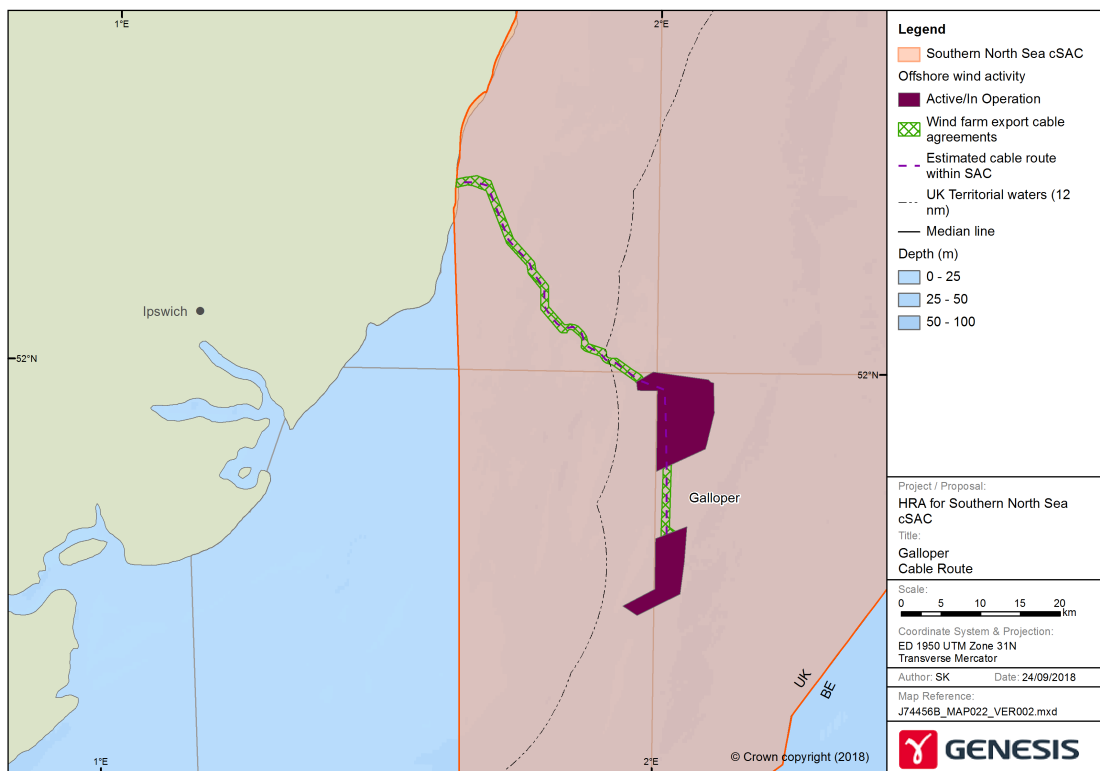 1°E
2°E
Ipswich
52°N
52°N
Galloper
UK
BE
© Crown copyright (2018)
1°E
2°E
Legend
Southern North Sea cSAC
Offshore wind activity
Active/In Operation
Wind farm export cable
agreements
Estimated cable route
within SAC
UK Territorial waters (12
nm)
Median line
Depth (m)
0 - 25
25 - 50
50 - 100
Project / Proposal:
HRA for Southern North Sea
cSAC
Title:
Galloper
Cable Route
Scale:
0 5 10 15 20
km
Coordinate System & Projection:
ED 1950 UTM Zone 31N
Transverse Mercator
Author: SK Date: 24/09/2018
Map Reference:
J74456B_MAP022_VER002.mxd
GENESIS